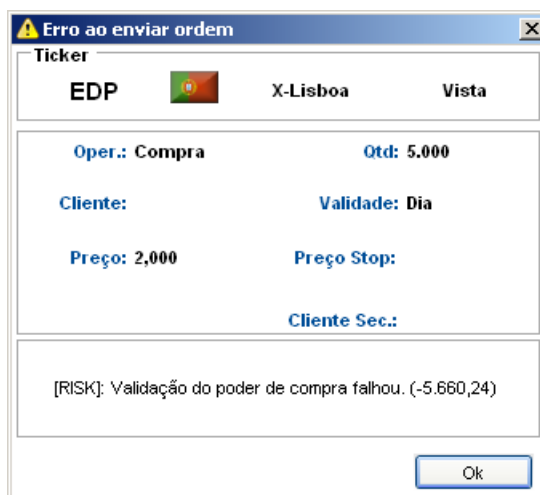 Erro ao enviar ordem
Ticker
EDP X-Lisboa Vista
Oper.: Compra Qtd: 5.000
Cliente: Validade: Dia
Preço: 2,000 Preço Stop:
Cliente Sec.:
[RISK]: Validação do poder de compra falhou. (-5.660,24)
Ok